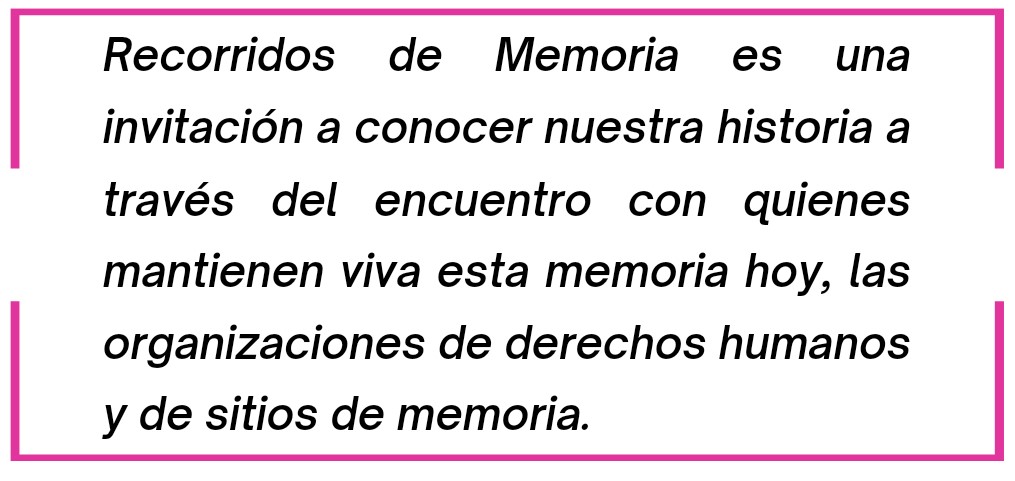 Recorridos de Memoria es una
invitación a conocer nuestra historia a
través del encuentro con quienes
mantienen viva esta memoria hoy, las
organizaciones de derechos humanos
y de sitios de memoria.